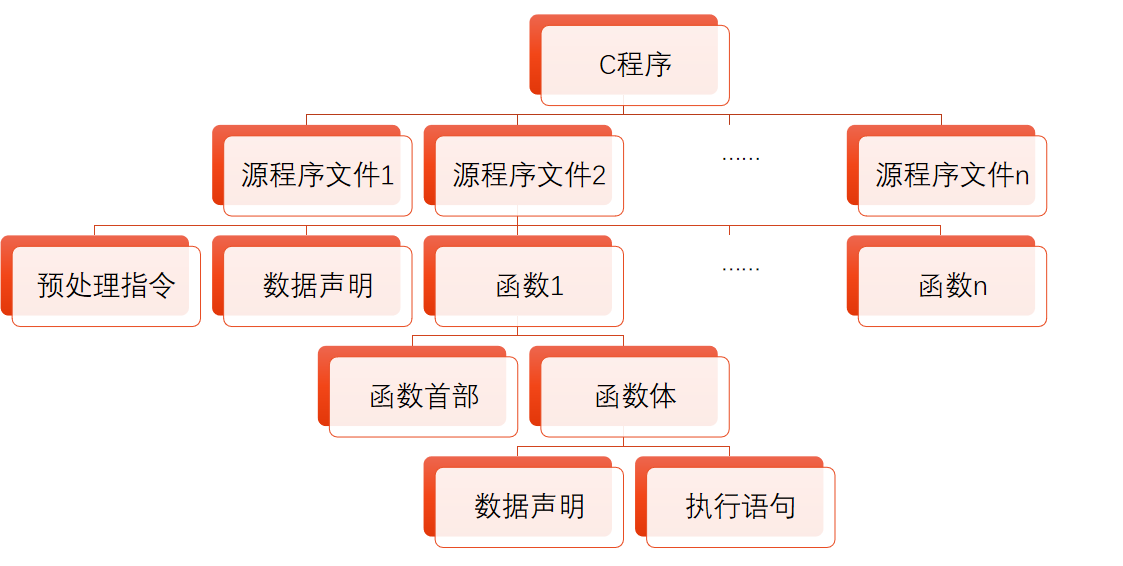 C程序
源程序文件1
源程序文件2
……
源程序文件n
预处理指令
数据声明
函数1
……
函数n
函数首部
函数体
数据声明
执行语句